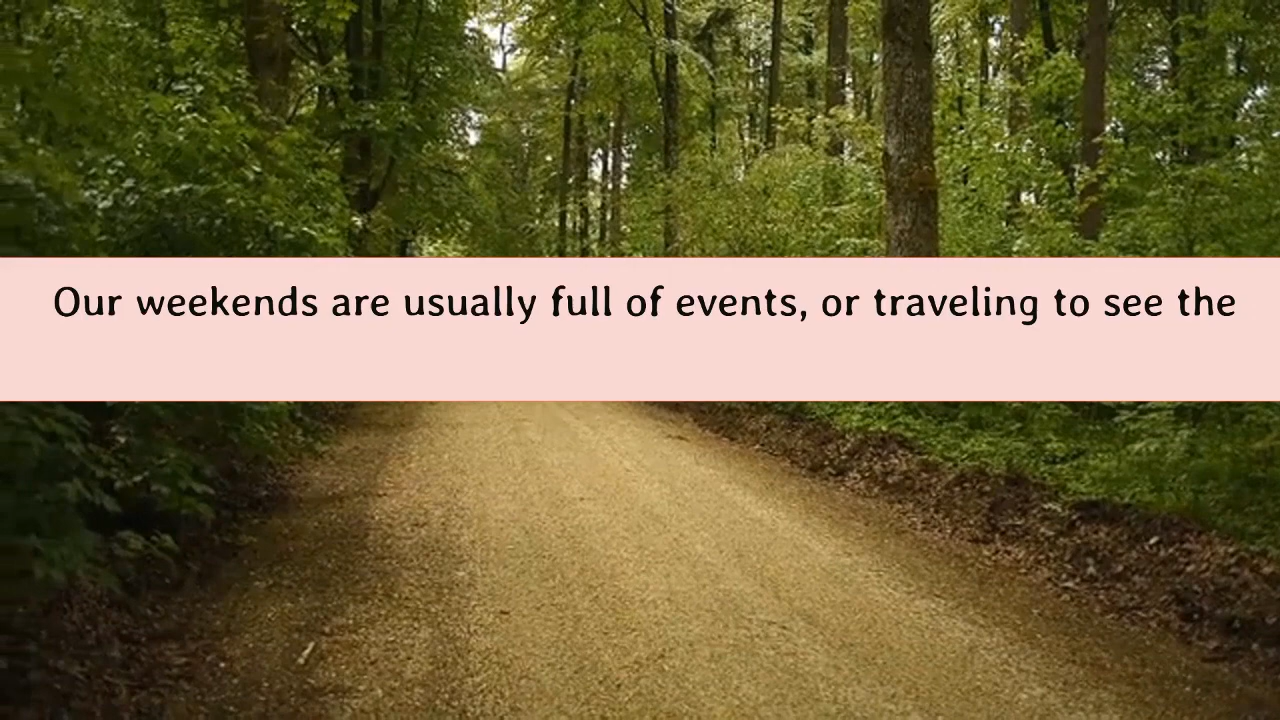 Our weekends are usually full of events, or traveling to see the